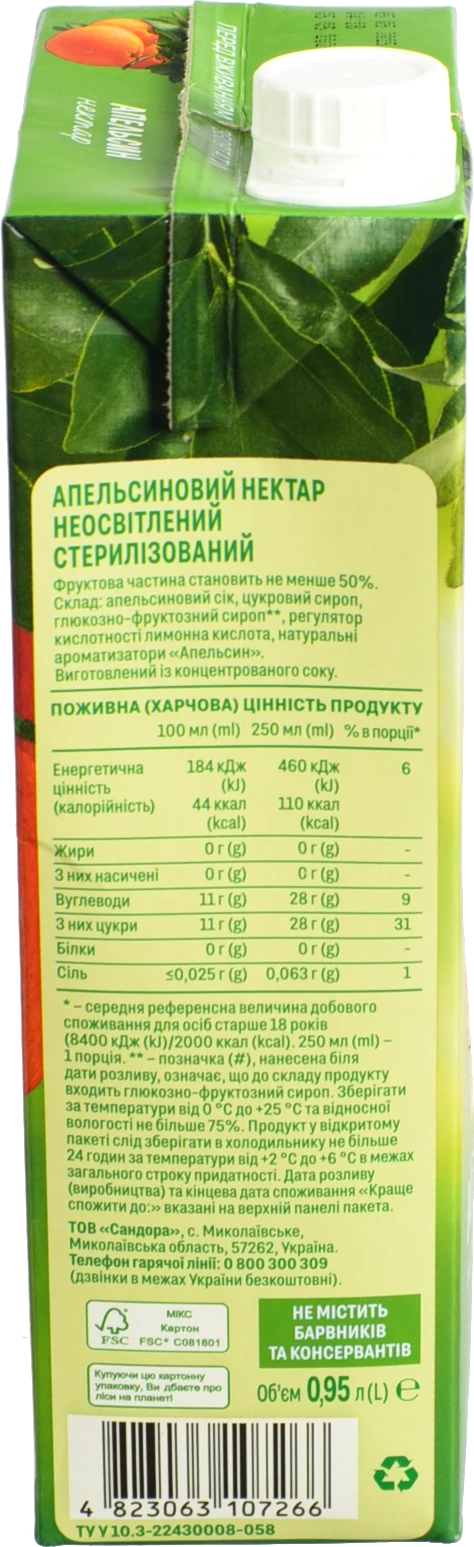 АПЕЛЬСИН
нектар
АПЕЛЬСИНОВИЙ НЕКТАР
НЕОСВІТЛЕНИЙ
СТЕРИЛІЗОВАНИЙ
Фруктова частина становить не менше 50%.
Склад: апельсиновий сік, цукровий сироп,
глюкозно-фруктозний сироп**, регулятор
кислотності лимонна кислота, натуральні
ароматизатори «Апельсин».
Виготовлений із концентрованого соку.
ПОЖИВНА (ХАРЧОВА) ЦІННІСТЬ ПРОДУКТУ
100 мл (ml) 250 мл (ml) % в порції*
Енергетична 184 кДж 460 кДж 6
цінність (kJ) (kJ)
(калорійність) 44 ккал 110 ккал
(kcal) (kcal)
Жири 0 г (g) 0 г (g) -
З них насичені 0 г (g) 0 г (g) -
Вуглеводи 11 г (g) 28 г (g) 9
З них цукри 11 г (g) 28 г (g) 31
Білки 0 г (g) 0 г (g) -
Сіль ≤0,025 г (g) 0,063 г (g) 1
* – середня референсна величина добового
споживання для осіб старше 18 років
(8400 кДж (kJ)/2000 ккал (kcal). 250 мл (ml) –
1 порція. ** – позначка (#), нанесена біля
дати розливу, означає, що до складу продукту
входить глюкозно-фруктозний сироп. Зберігати
за температури від 0 °C до +25 °C та відносної
вологості не більше 75%. Продукт у відкритому
пакеті слід зберігати в холодильнику не більше
24 годин за температури від +2 °C до +6 °C в межах
загального строку придатності. Дата розливу
(виробництва) та кінцева дата споживання «Краще
спожити до:» вказані на верхній панелі пакета.
ТОВ «Сандора», с. Миколаївське,
Миколаївська область, 57262, Україна.
Телефон гарячої лінії: 0 800 300 309
(дзвінки в межах України безкоштовні).
FSC
МІКС
Картон
FSC® C081801
НЕ МІСТИТЬ
БАРВНИКІВ
ТА КОНСЕРВАНТІВ
Купуючи цю картонну
упаковку, Ви дбаєте про
ліси на планеті
Об'єм 0,95 л (L) ℮
4 823063 107266
ТУ У 10.3-22430008-058